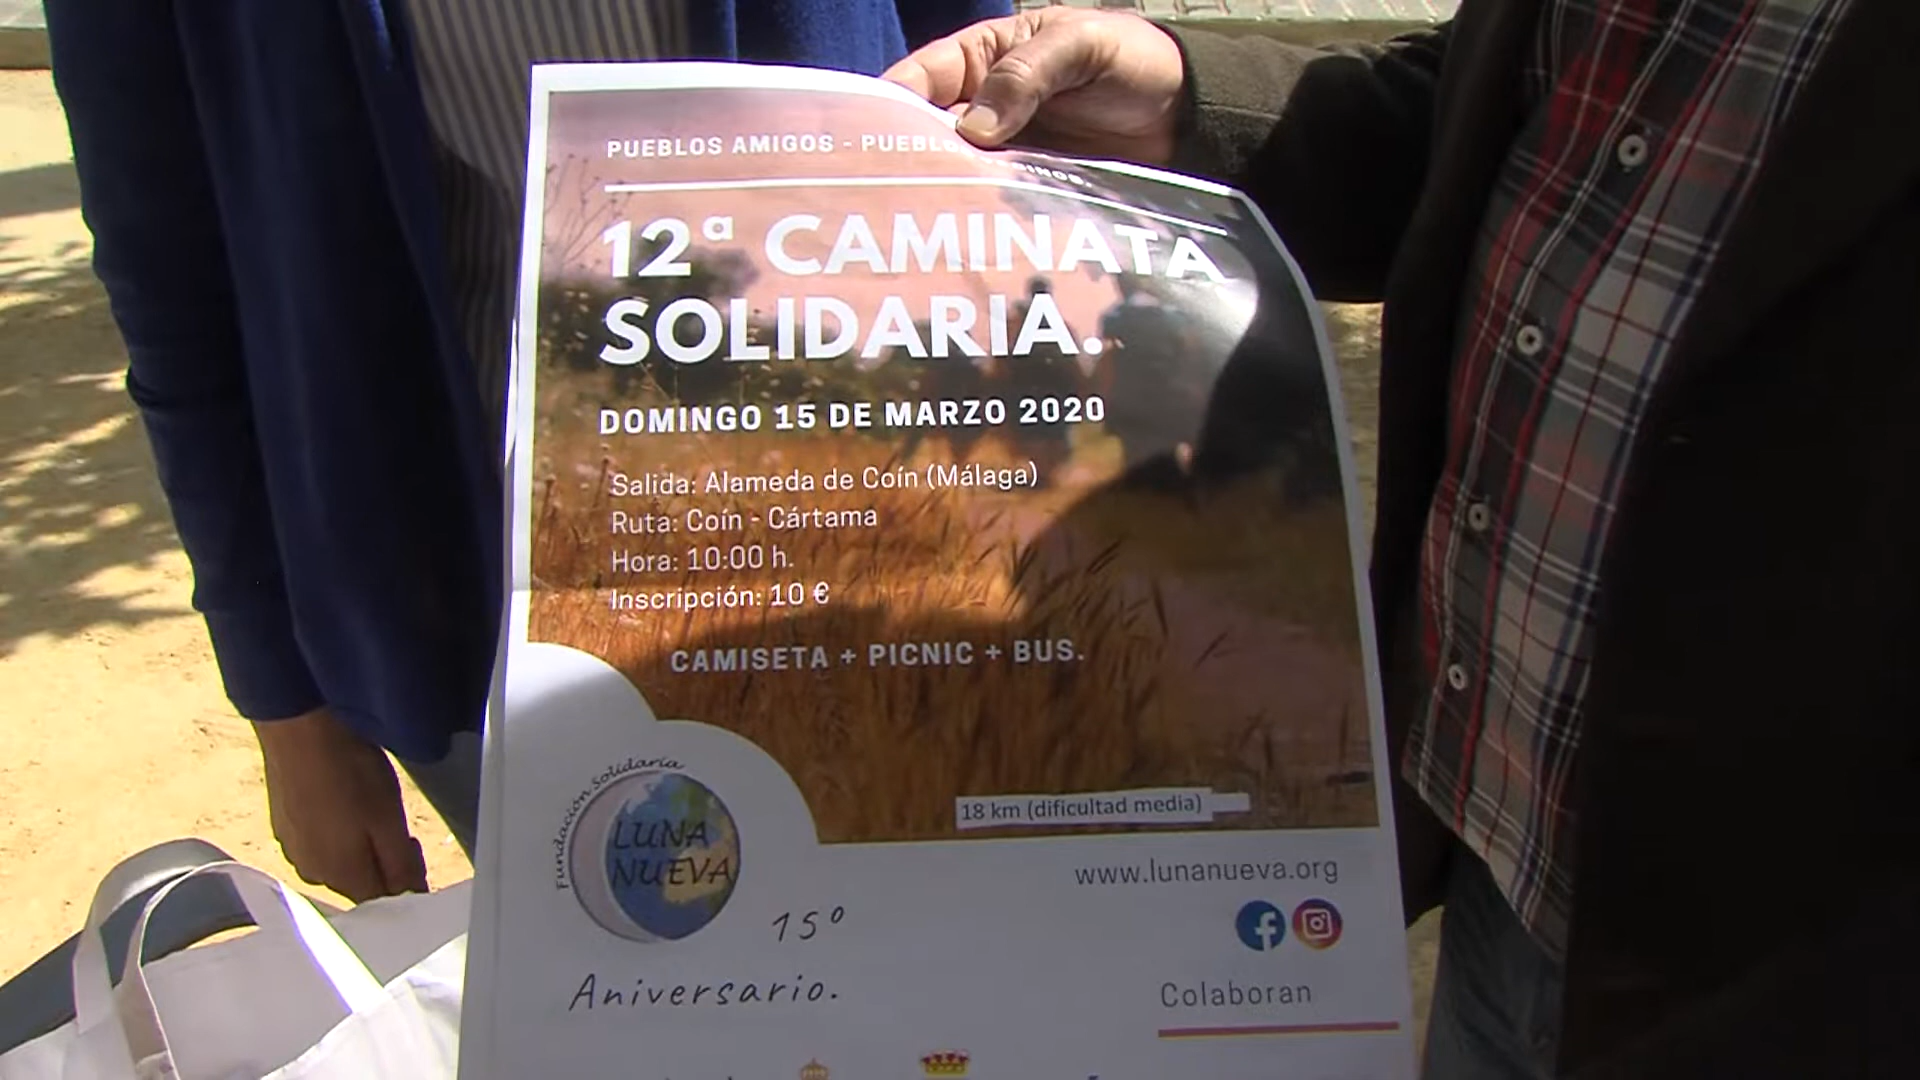 PUEBLOS AMIGOS - PUEBLOS
12ª CAMINATA
SOLIDARIA.
DOMINGO 15 DE MARZO 2020
Salida: Alameda de Coín (Málaga)
Ruta: Coín - Cártama
Hora: 10:00 h.
Inscripción: 10 €
CAMISETA + PICNIC + BUS.
18 km (dificultad media)
Fundación Solidaria
LUNA
NUEVA
15º
Aniversario.
www.lunanueva.org
Colaboran